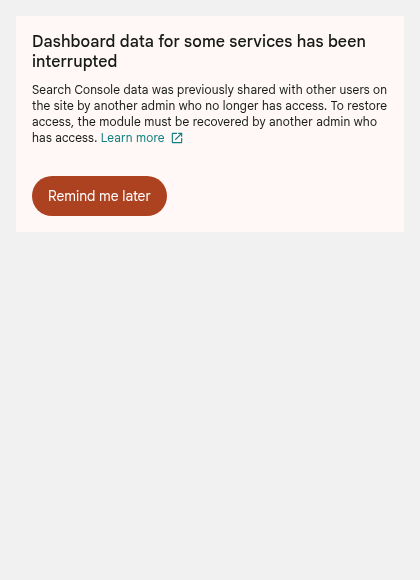 Dashboard data for some services has been
interrupted
Search Console data was previously shared with other users on
the site by another admin who no longer has access. To restore
access, the module must be recovered by another admin who
has access. Learn more
Remind me later